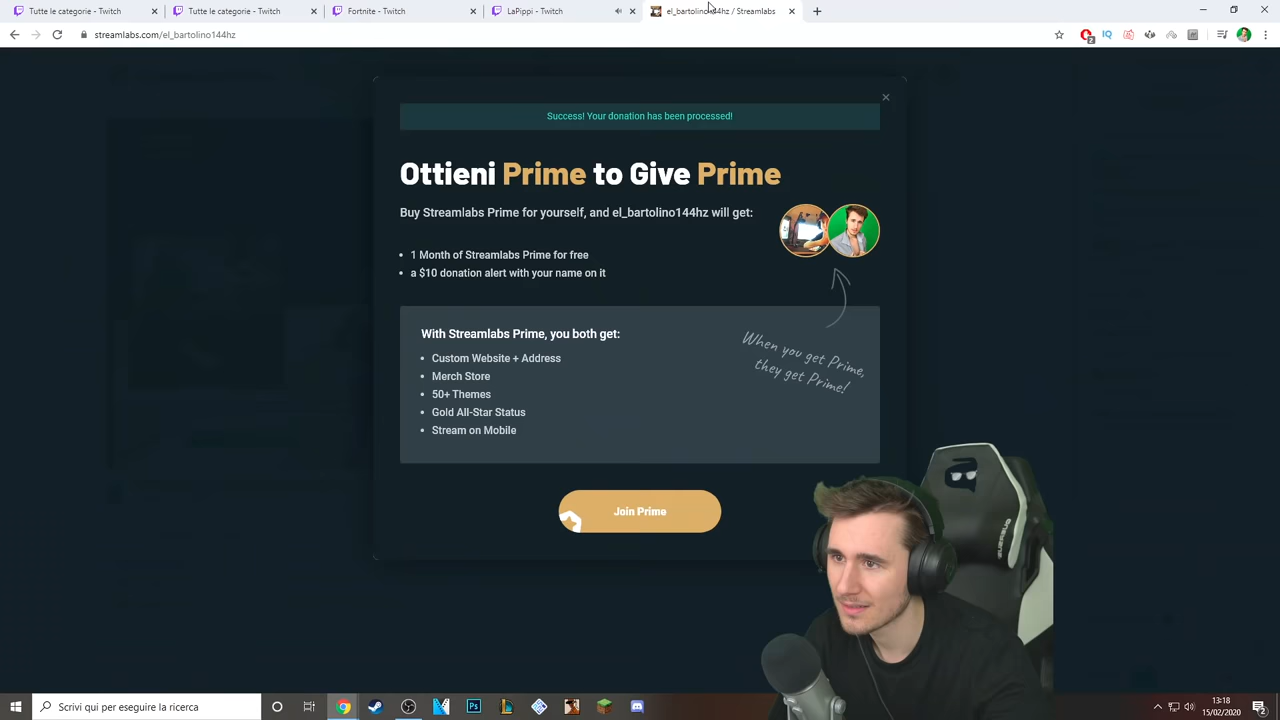 Tutte le categorie - Twitch
Tutte le categorie - Twitch
Fortnite - Twitch
LaPippi - Twitch
el_bartolino144hz / Streamlabs
streamlabs.com/el_bartolino144hz
Success! Your donation has been processed!
Ottieni Prime to Give Prime
Buy Streamlabs Prime for yourself, and el_bartolino144hz will get:
1 Month of Streamlabs Prime for free
a $10 donation alert with your name on it
With Streamlabs Prime, you both get:
Custom Website + Address
Merch Store
50+ Themes
Gold All-Star Status
Stream on Mobile
When you get Prime,
they get Prime!
Join Prime
Scrivi qui per eseguire la ricerca
13:18
15/02/2020